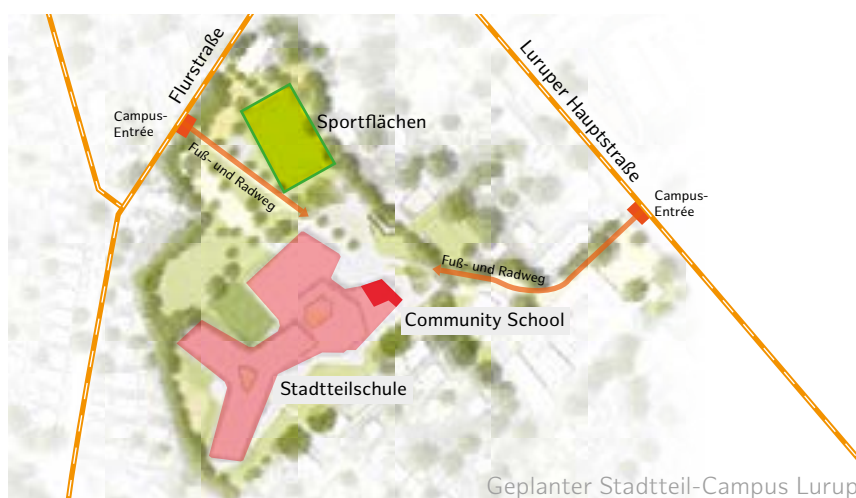 Flurstraße
Luruper Hauptstraße
Campus-
Entrée
Sportflächen
Fuß- und Radweg
Campus-
Entrée
Fuß- und Radweg
Community School
Stadtteilschule
Geplanter Stadtteil-Campus Lurup